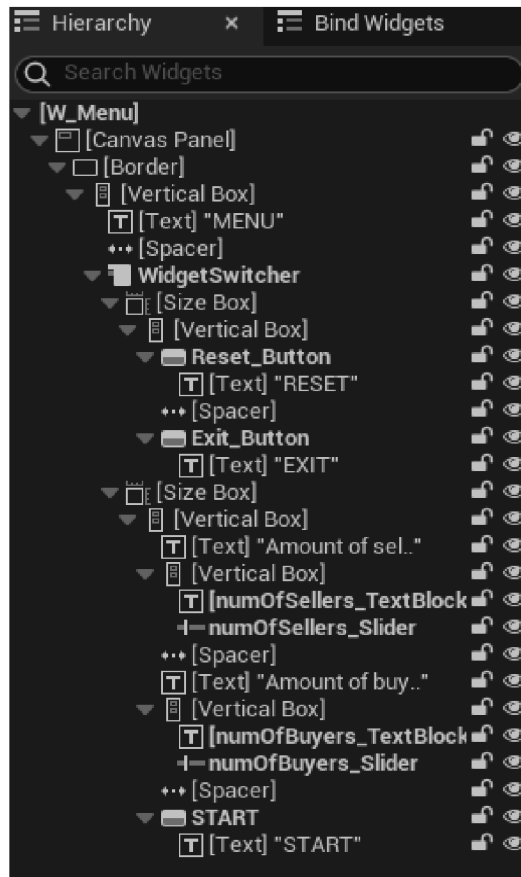 Hierarchy × Bind Widgets
Search Widgets
[W_Menu]
[Canvas Panel]
[Border]
[Vertical Box]
[Text] "MENU"
[Spacer]
WidgetSwitcher
[Size Box]
[Vertical Box]
Reset_Button
[Text] "RESET"
[Spacer]
Exit_Button
[Text] "EXIT"
[Size Box]
[Vertical Box]
[Text] "Amount of sel.."
[Vertical Box]
[numOfSellers_TextBlock
numOfSellers_Slider
[Spacer]
[Text] "Amount of buy.."
[Vertical Box]
[numOfBuyers_TextBlock
numOfBuyers_Slider
[Spacer]
START
[Text] "START"